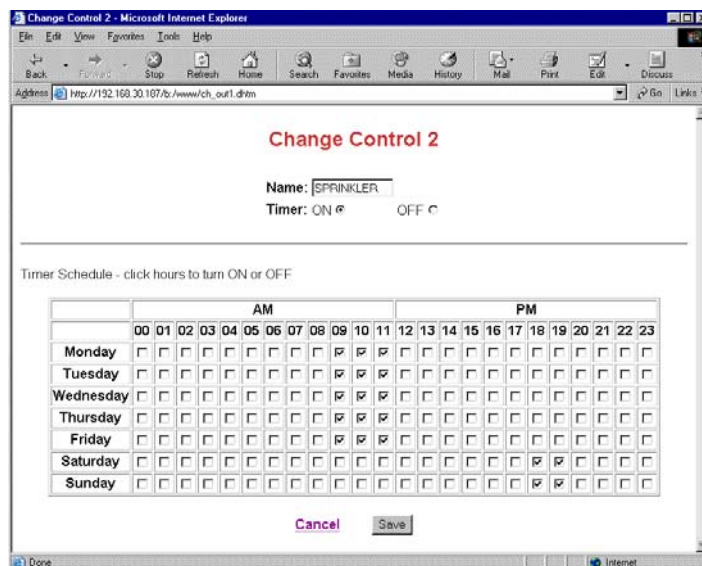 Change Control 2 - Microsoft Internet Explorer
File Edit View Favorites Tools Help
Back Forward Stop Refresh Home Search Favorites Media History Mail Print Edit Discuss
Address http://192.168.30.187/b:/www/ch_out1.dhtm Go Links
Change Control 2
Name: SPRINKLER
Timer: ON OFF
Timer Schedule - click hours to turn ON or OFF
AM PM
00 01 02 03 04 05 06 07 08 09 10 11 12 13 14 15 16 17 18 19 20 21 22 23
Monday
Tuesday
Wednesday
Thursday
Friday
Saturday
Sunday
Cancel Save
Done Internet